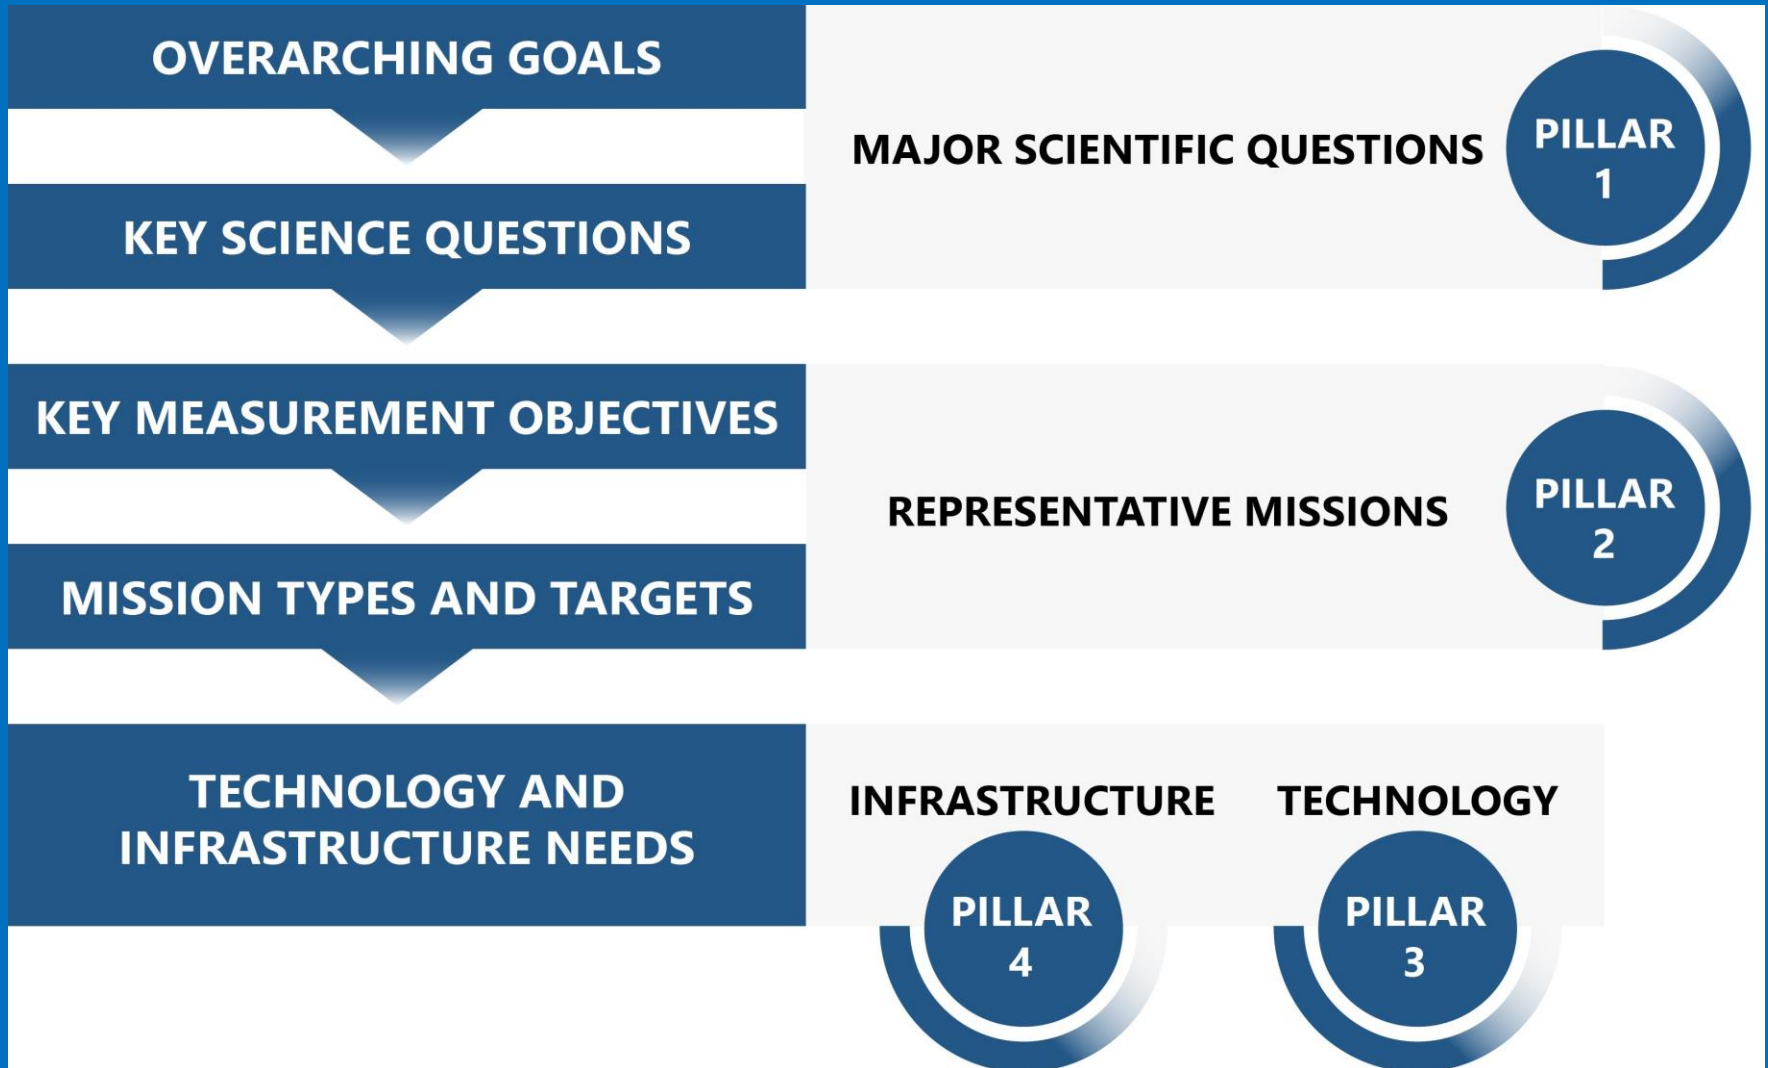 OVERARCHING GOALS
MAJOR SCIENTIFIC QUESTIONS
PILLAR
1
KEY SCIENCE QUESTIONS
KEY MEASUREMENT OBJECTIVES
REPRESENTATIVE MISSIONS
PILLAR
2
MISSION TYPES AND TARGETS
TECHNOLOGY AND
INFRASTRUCTURE NEEDS
INFRASTRUCTURE
PILLAR
4
TECHNOLOGY
PILLAR
3